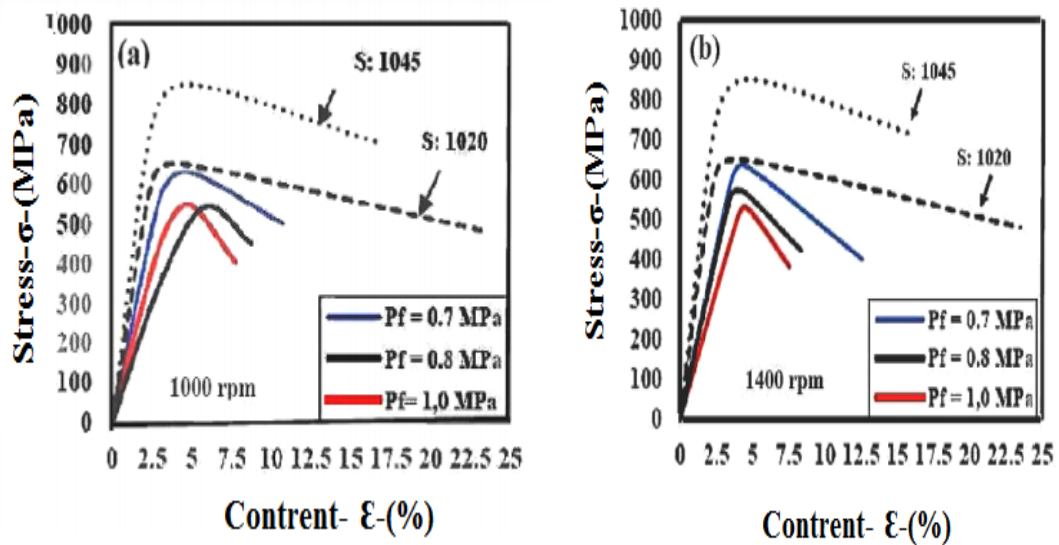 (a)
1000
900
800
700
600
500
400
300
200
100
0
Stress-σ-(MPa)
S: 1045
S: 1020
1000 rpm
Pf = 0.7 MPa
Pf = 0.8 MPa
Pf= 1,0 MPa
0 2.5 5 7.5 10 12.5 15 17.5 20 22.5 25
Contrent- Ɛ-(%)
(b)
1000
900
800
700
600
500
400
300
200
100
0
Stress-σ-(MPa)
S: 1045
S: 1020
1400 rpm
Pf = 0.7 MPa
Pf = 0.8 MPa
Pf = 1,0 MPa
0 2.5 5 7.5 10 12.5 15 17.5 20 22.5 25
Contrent- Ɛ-(%)